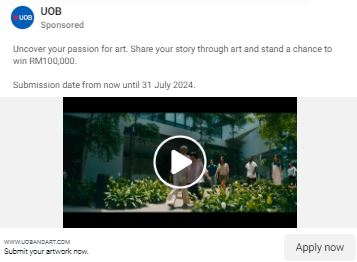 UOB
UOB
Sponsored
Uncover your passion for art. Share your story through art and stand a chance to
win RM100,000.
Submission date from now until 31 July 2024.
WWW.UOBANDART.COM
Submit your artwork now.
Apply now